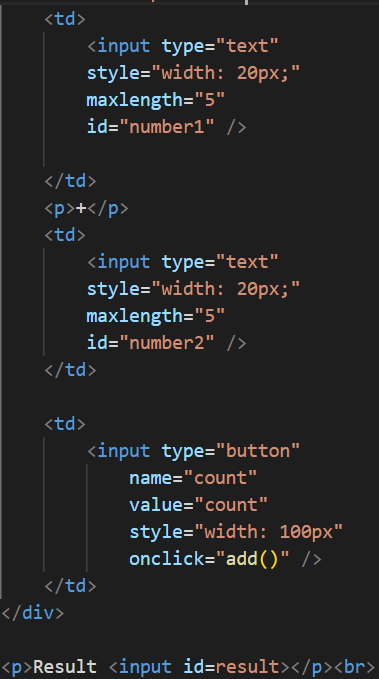 <td>
<input type="text"
style="width: 20px;"
maxlength="5"
id="number1" />
</td>
<p>+</p>
<td>
<input type="text"
style="width: 20px;"
maxlength="5"
id="number2" />
</td>
<td>
<input type="button"
name="count"
value="count"
style="width: 100px"
onclick="add()" />
</td>
</div>
<p>Result <input id=result></p><br>